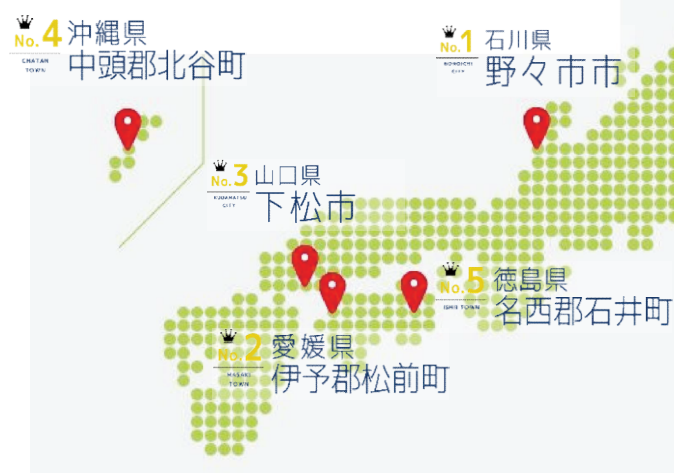 No.4 沖縄県
CHATAN TOWN 中頭郡北谷町
No.1 石川県
NONOICHI CITY 野々市市
No.3 山口県
KUDAMATSU CITY 下松市
No.5 徳島県
ISHII TOWN 名西郡石井町
No.2 愛媛県
MASAKI TOWN 伊予郡松前町